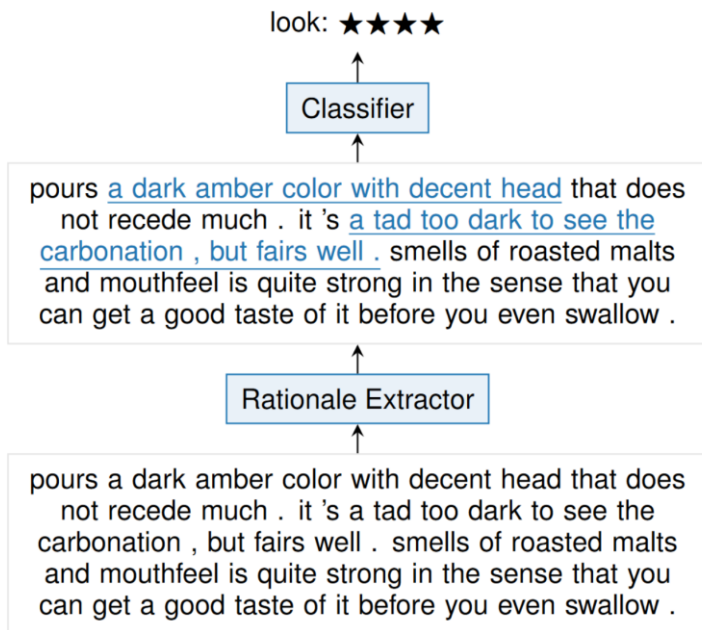 look: ★★★★
Classifier
pours a dark amber color with decent head that does
not recede much . it 's a tad too dark to see the
carbonation , but fairs well . smells of roasted malts
and mouthfeel is quite strong in the sense that you
can get a good taste of it before you even swallow .
Rationale Extractor
pours a dark amber color with decent head that does
not recede much . it 's a tad too dark to see the
carbonation , but fairs well . smells of roasted malts
and mouthfeel is quite strong in the sense that you
can get a good taste of it before you even swallow .